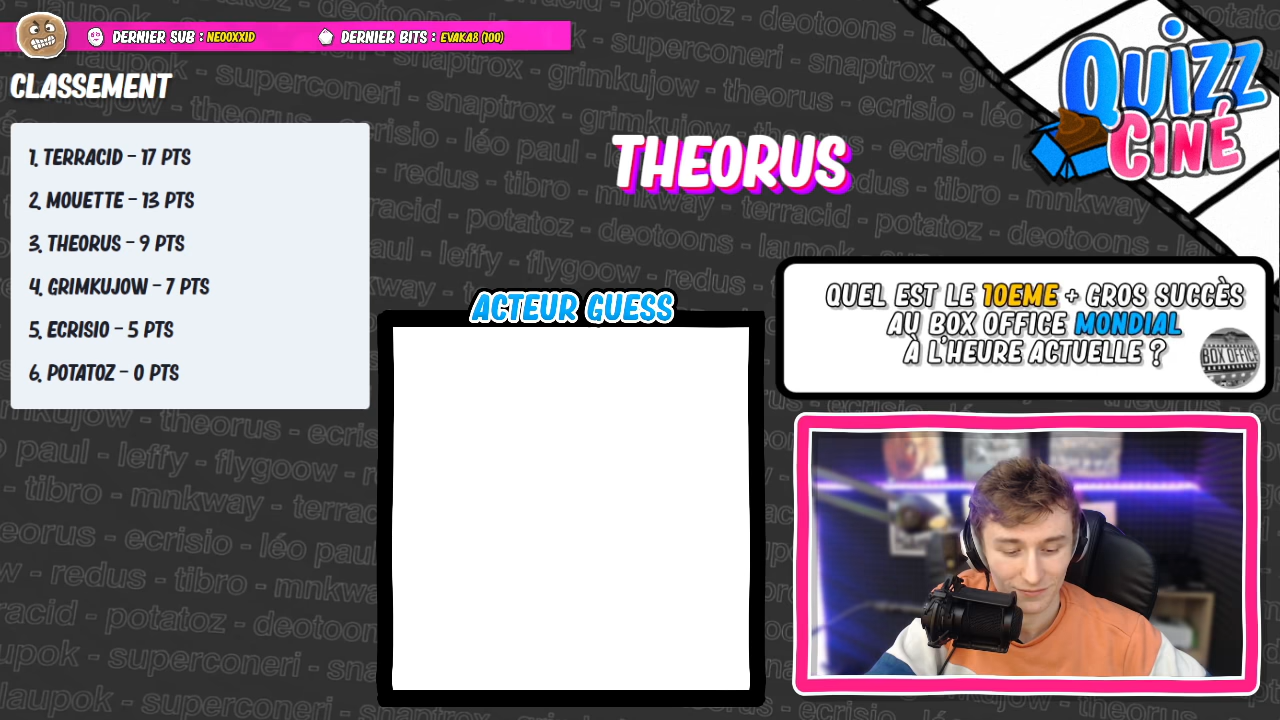 DERNIER SUB : NEOOXXID
DERNIER BITS : EVAKA8 (100)
CLASSEMENT
1. TERRACID - 17 PTS
2. MOUETTE - 13 PTS
3. THEORUS - 9 PTS
4. GRIMKUJOW - 7 PTS
5. ECRISIO - 5 PTS
6. POTATOZ - 0 PTS
THEORUS
QUIZZ
CINÉ
ACTEUR GUESS
QUEL EST LE 10EME + GROS SUCCÈS
AU BOX OFFICE MONDIAL
À L'HEURE ACTUELLE ?
BOX OFFICE